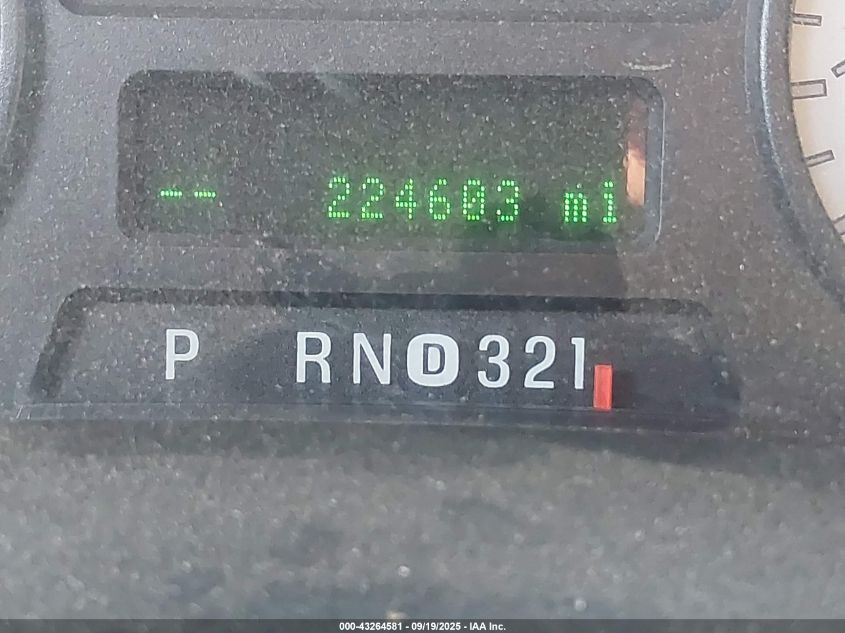 -- 224603 mi
P RND321
000-43264581 - 09/19/2025 - IAA Inc.